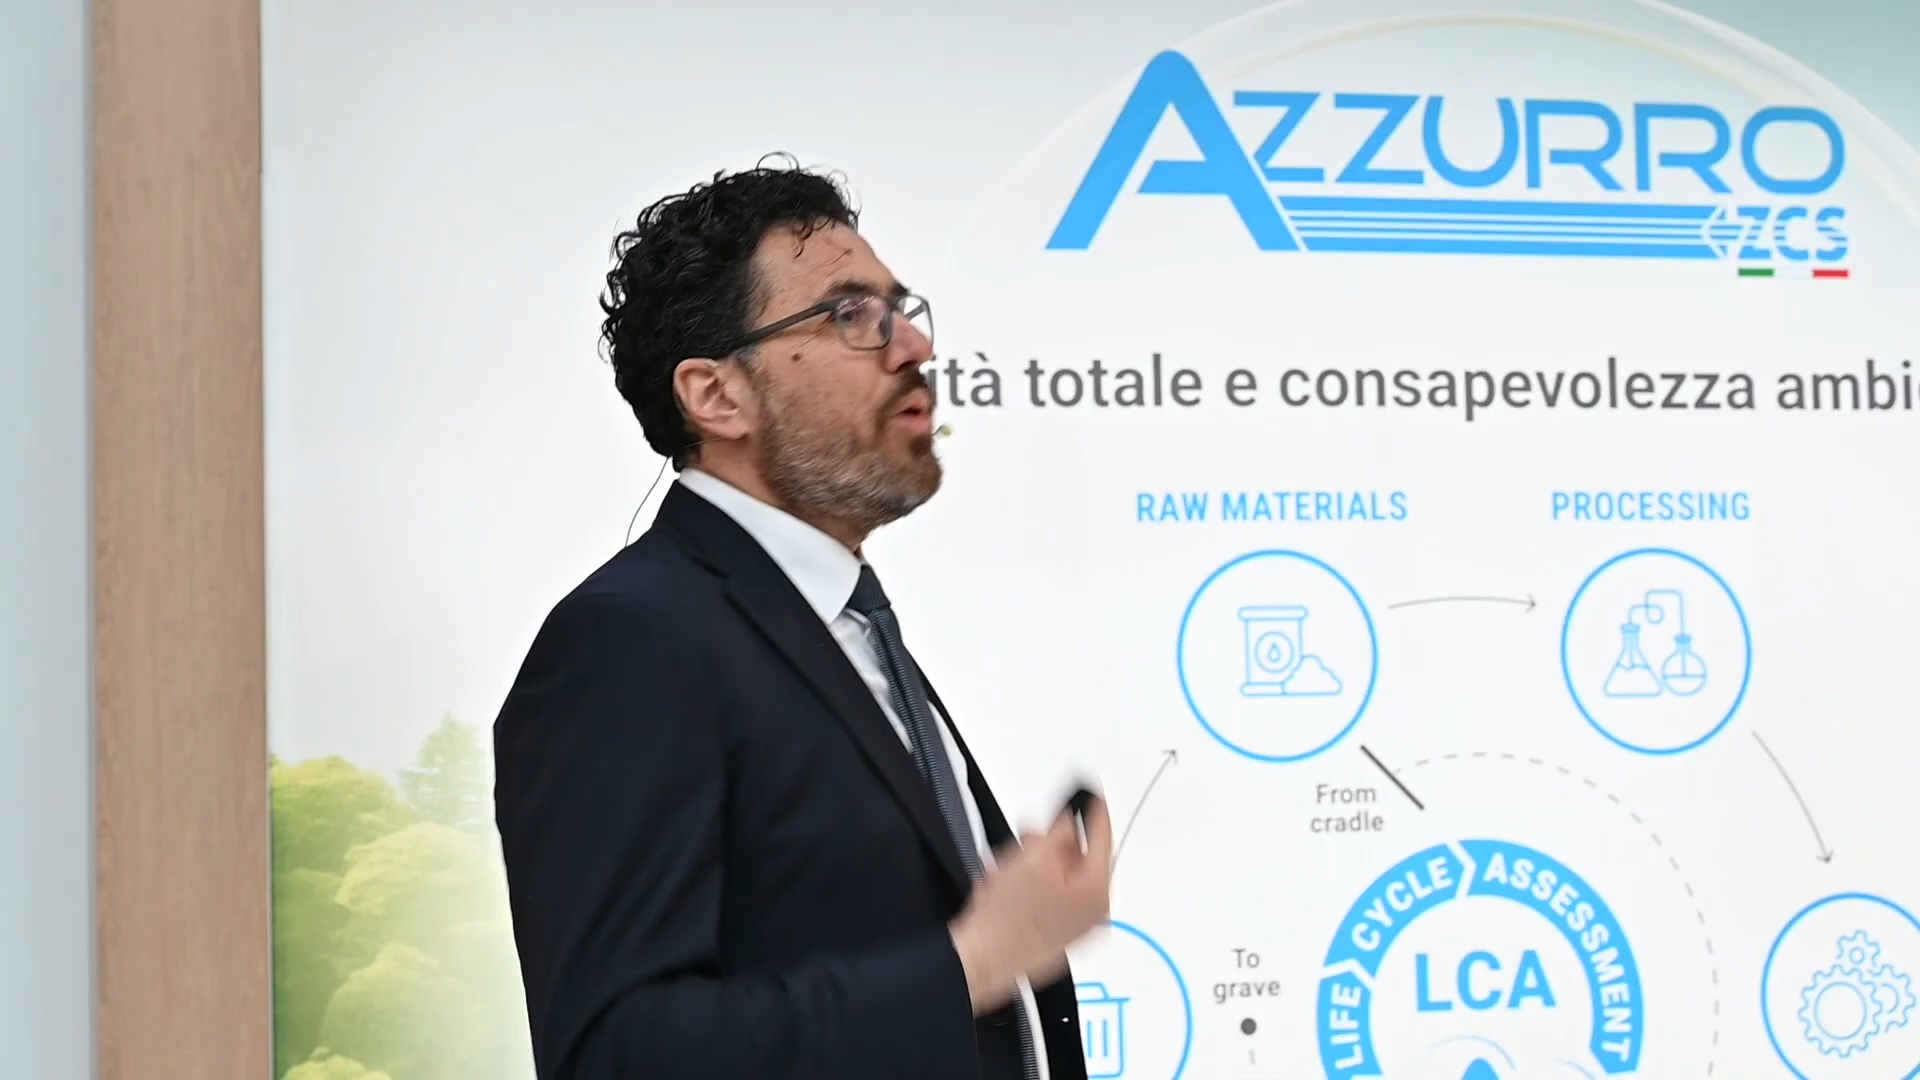 AZZURRO
ZCS
ità totale e consapevolezza ambi
RAW MATERIALS
PROCESSING
From
cradle
LIFE CYCLE ASSESSMENT
LCA
To
grave